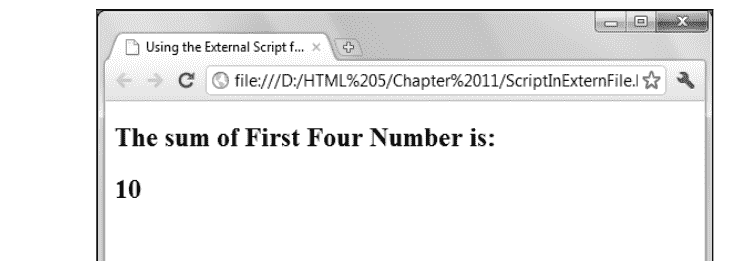 Using the External Script f...
file:///D:/HTML%205/Chapter%2011/ScriptInExternFile.
The sum of First Four Number is:
10